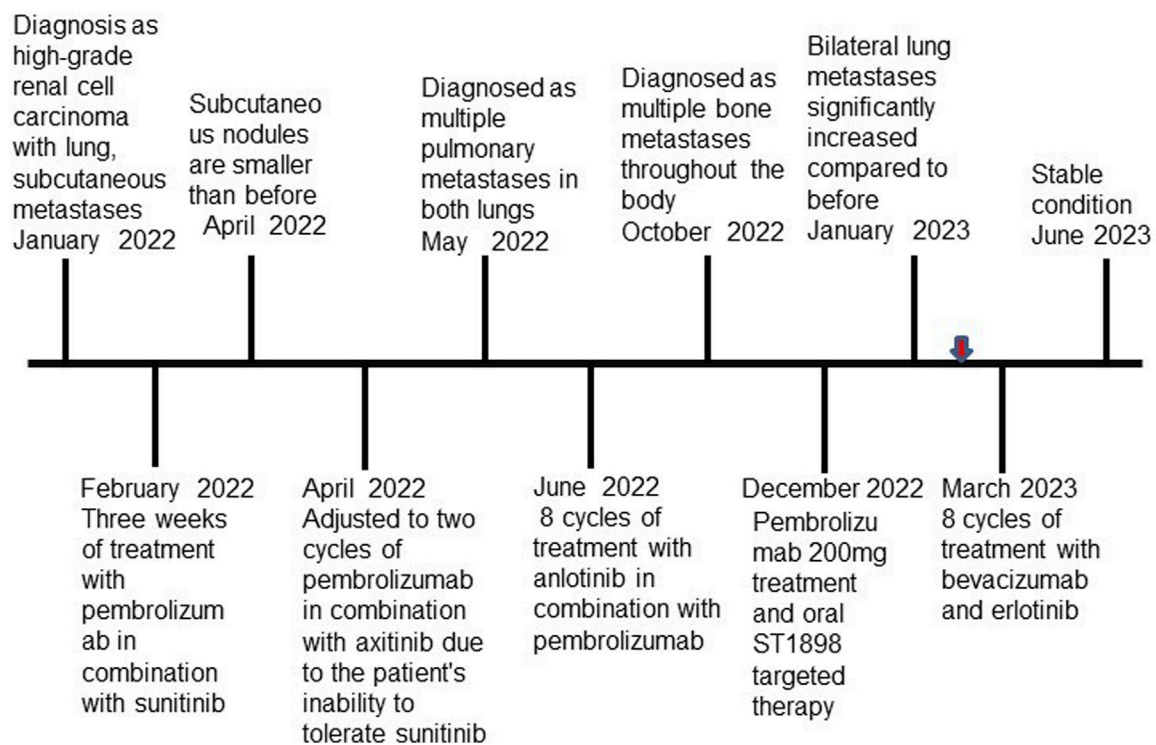 Diagnosis as
high-grade
renal cell
carcinoma
with lung,
subcutaneous
metastases
January 2022
Subcutaneo
us nodules
are smaller
than before
April 2022
Diagnosed as
multiple
pulmonary
metastases in
both lungs
May 2022
Diagnosed as
multiple bone
metastases
throughout the
body
October 2022
Bilateral lung
metastases
significantly
increased
compared to
before
January 2023
Stable
condition
June 2023
February 2022
Three weeks
of treatment
with
pembrolizum
ab in
combination
with sunitinib
April 2022
Adjusted to two
cycles of
pembrolizumab
in combination
with axitinib due
to the patient's
inability to
tolerate sunitinib
June 2022
8 cycles of
treatment with
anlotinib in
combination with
pembrolizumab
December 2022
Pembrolizu
mab 200mg
treatment
and oral
ST1898
targeted
therapy
March 2023
8 cycles of
treatment with
bevacizumab
and erlotinib